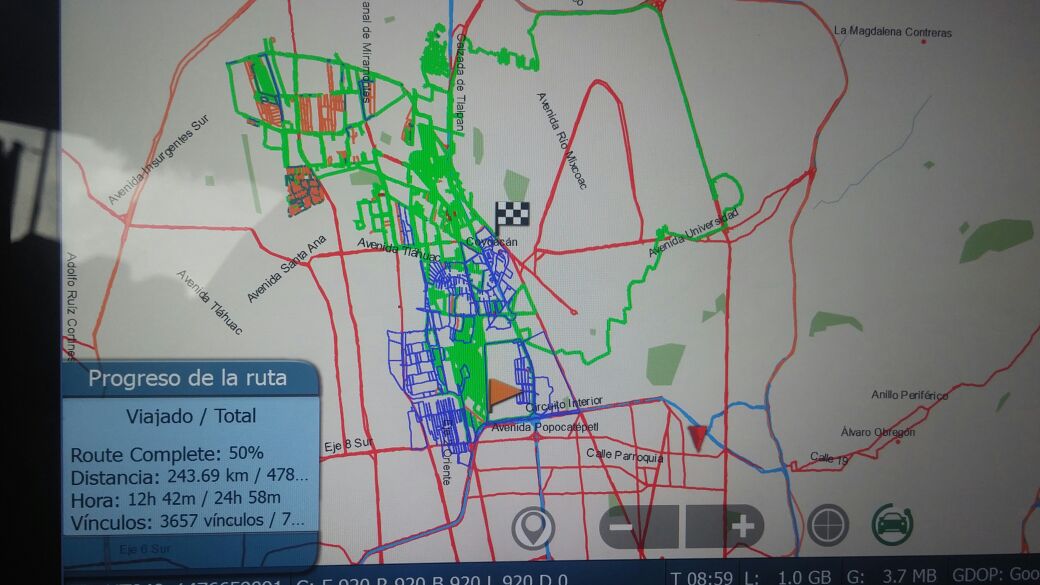 La Magdalena Contreras
Canal de Miramontes
Calzada de Tlalpan
Avenida Río Mixcoac
Avenida Insurgentes Sur
Coyoacán
Avenida Universidad
Avenida Tláhuac
Avenida Santa Ana
Avenida Tláhuac
Adolfo Ruíz Cortines
Progreso de la ruta
Viajado / Total
Route Complete: 50%
Distancia: 243.69 km / 478...
Hora: 12h 42m / 24h 58m
Vínculos: 3657 vínculos / 7...
Eje 6 Sur
Anillo Periférico
Circuito Interior
Avenida Popocatépetl
Álvaro Obregón
Eje 8 Sur
Oriente
Calle Parroquia
Calle 19
C: F 920 R 920 B 920 L 920 D 0
T 08:59 L: 1.0 GB G: 3.7 MB GDOP: Goo